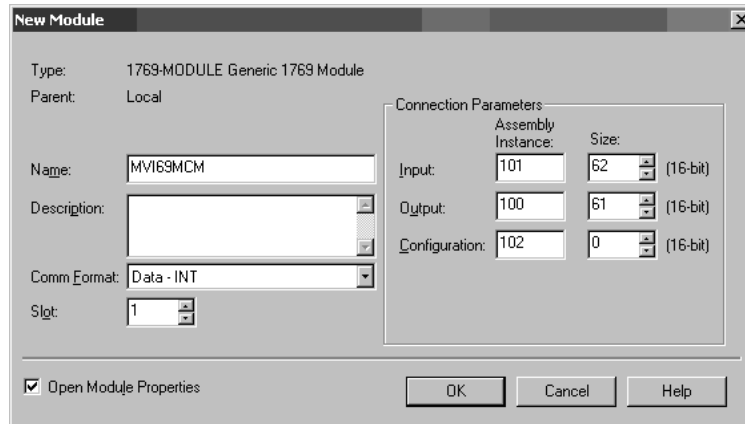 New Module
Type: 1769-MODULE Generic 1769 Module
Parent: Local
Connection Parameters
Assembly Instance: Size:
Name: MVI69MCM
Input: 101 62 (16-bit)
Description:
Output: 100 61 (16-bit)
Configuration: 102 0 (16-bit)
Comm Format: Data - INT
Slot: 1
Open Module Properties
OK Cancel Help